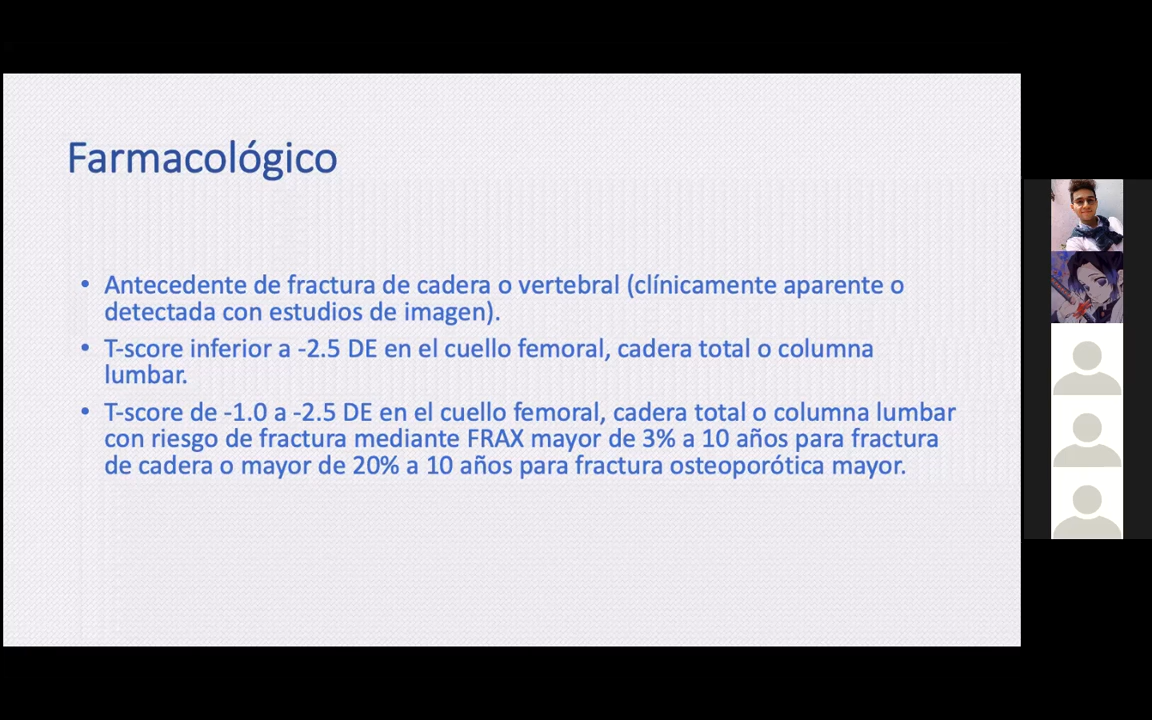 Farmacológico
• Antecedente de fractura de cadera o vertebral (clínicamente aparente o
detectada con estudios de imagen).
• T-score inferior a -2.5 DE en el cuello femoral, cadera total o columna
lumbar.
• T-score de -1.0 a -2.5 DE en el cuello femoral, cadera total o columna lumbar
con riesgo de fractura mediante FRAX mayor de 3% a 10 años para fractura
de cadera o mayor de 20% a 10 años para fractura osteoporótica mayor.